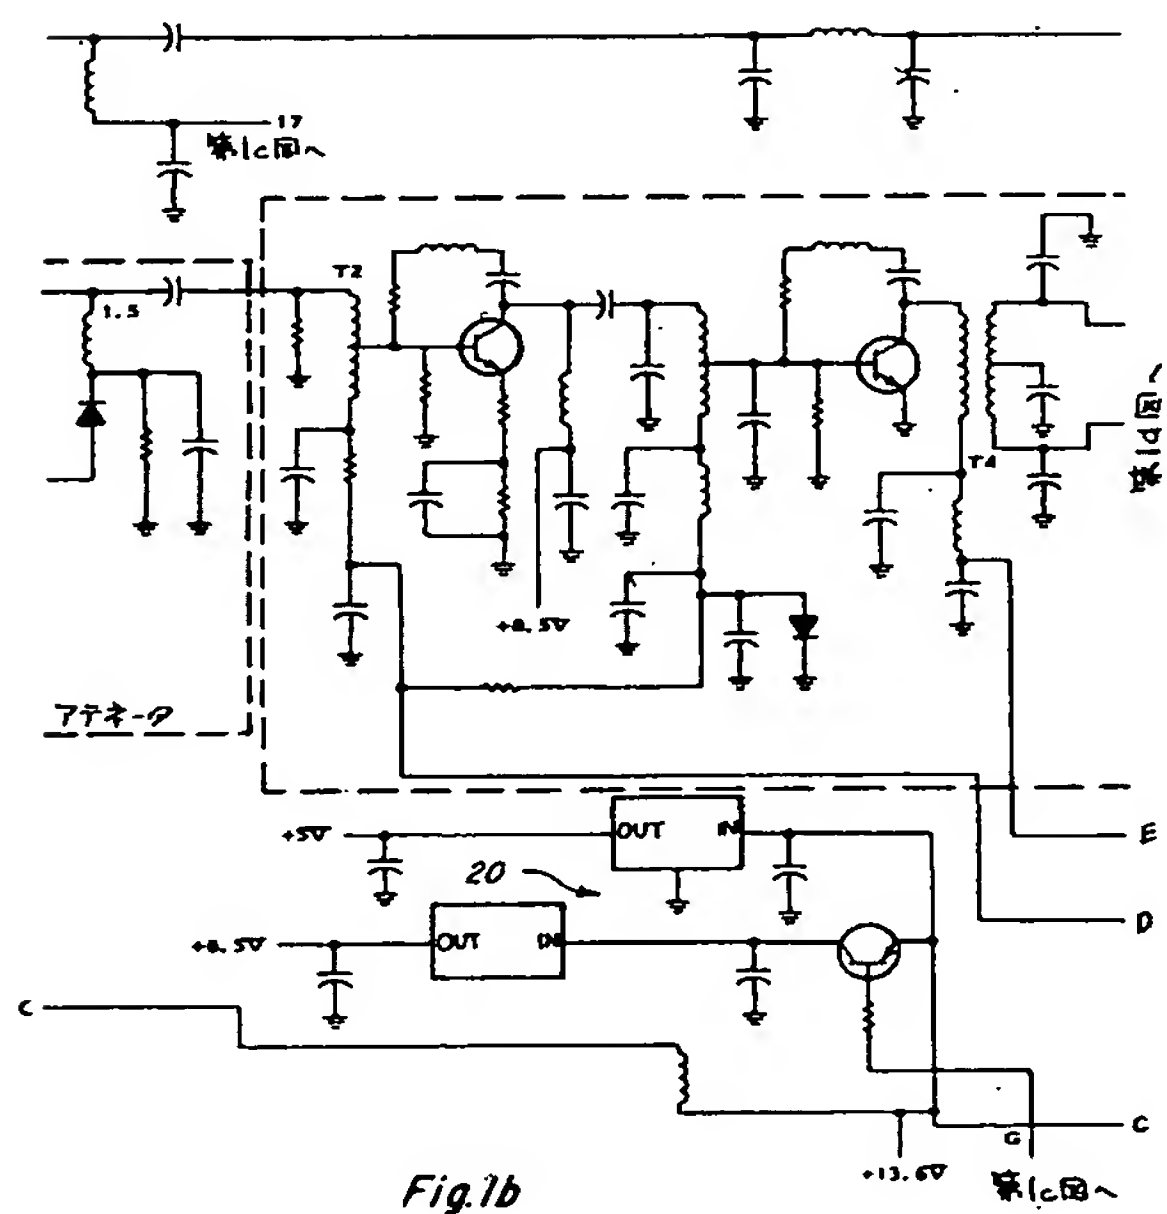 17
第1c図へ
T2
1.5
第1d図へ
T4
+8.5V
アテネータ
+5V
OUT
IN
E
20
D
+8.5V
OUT
IN
C
C
G
+13.6V
第1c図へ
Fig.1b